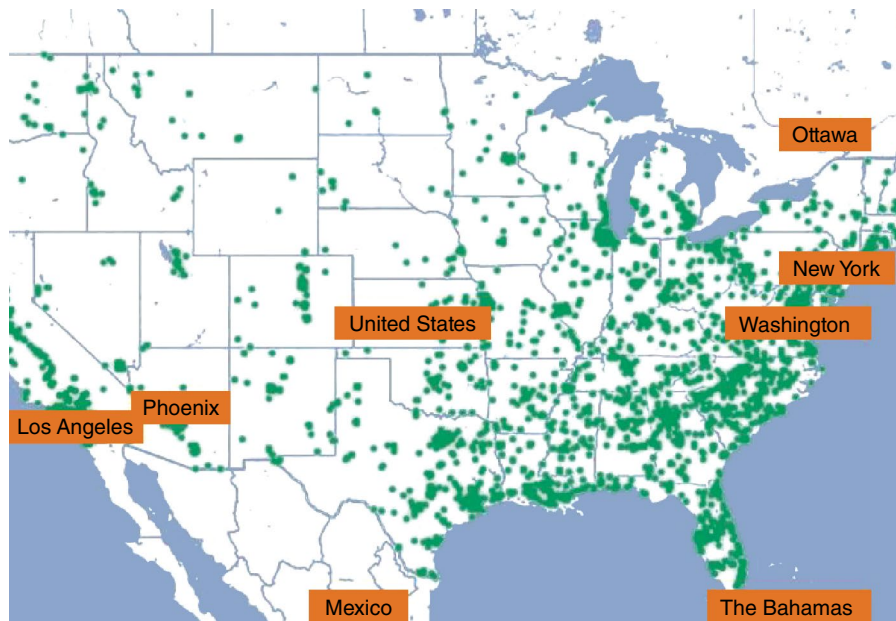 Ottawa
New York
United States
Washington
Phoenix
Los Angeles
Mexico
The Bahamas